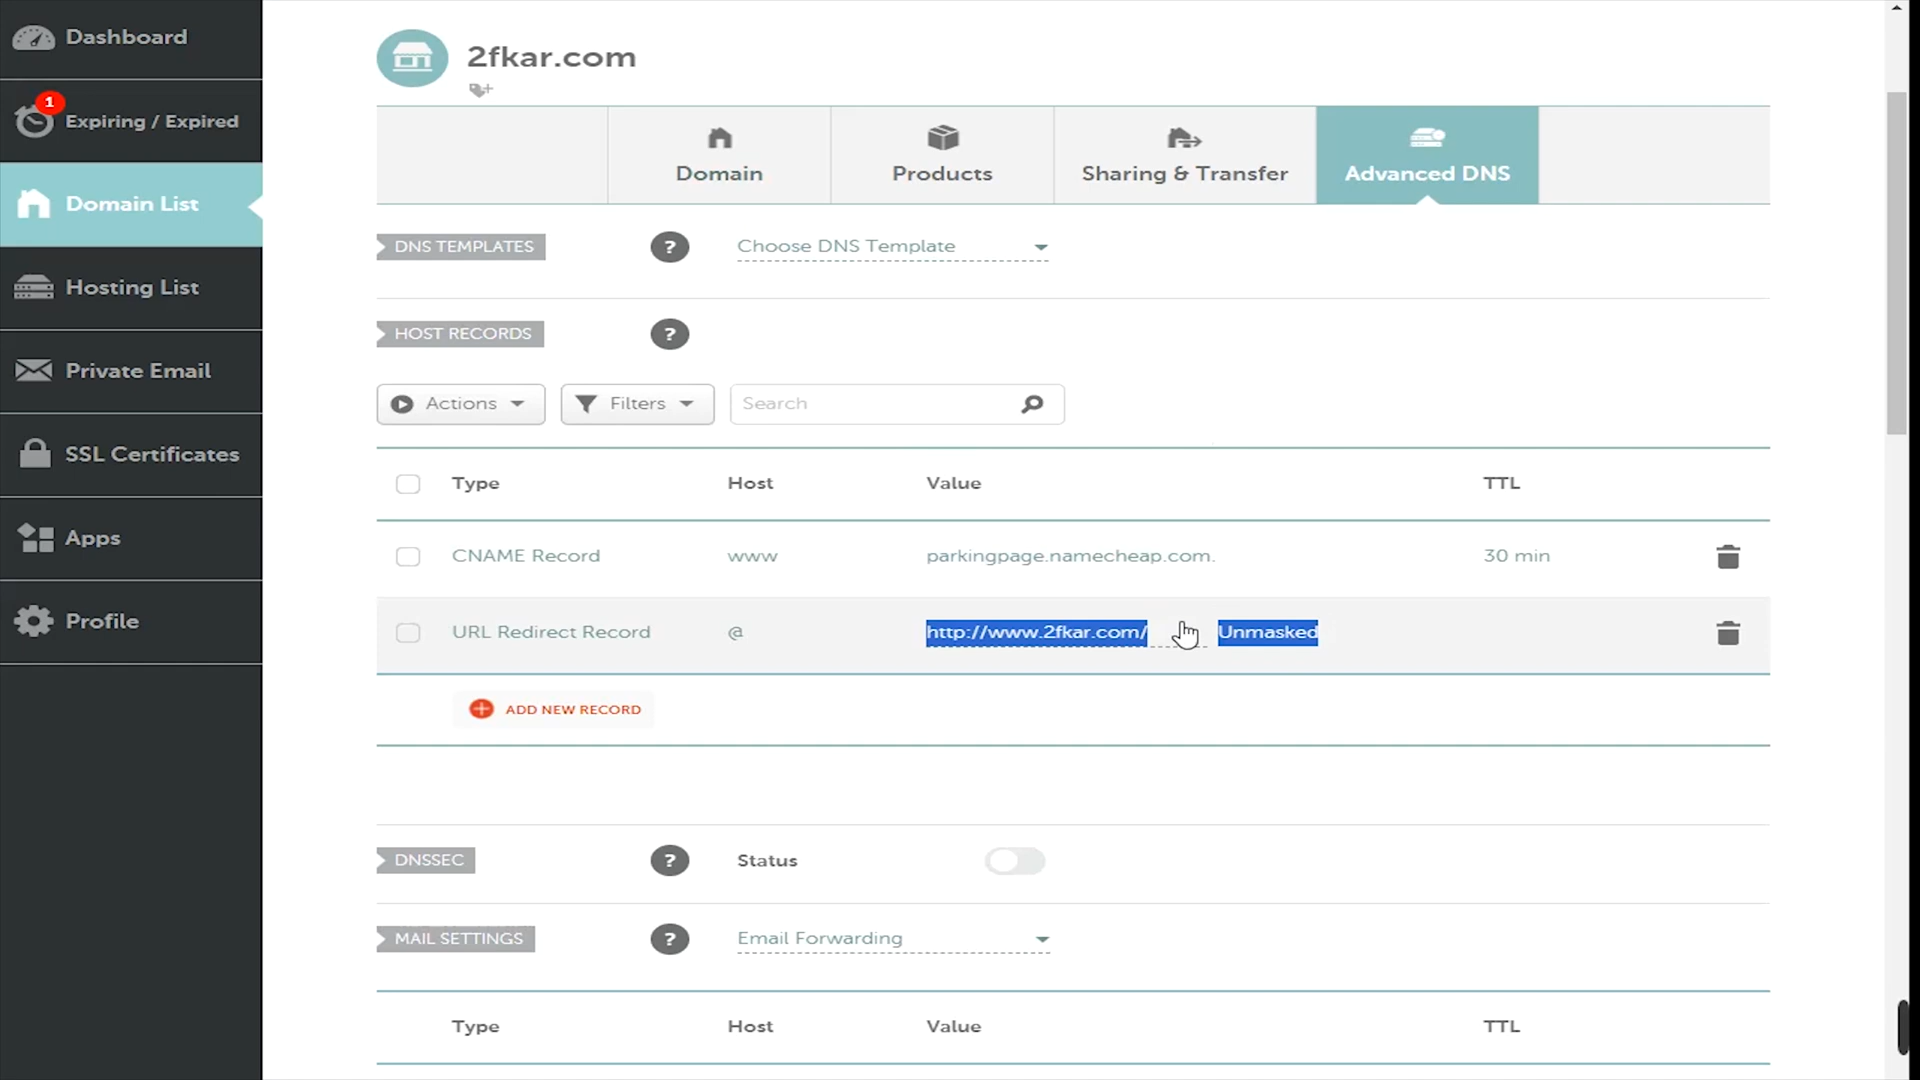 Dashboard
1
Expiring / Expired
Domain List
Hosting List
Private Email
SSL Certificates
Apps
Profile
2fkar.com
Domain
Products
Sharing & Transfer
Advanced DNS
DNS TEMPLATES ? Choose DNS Template
HOST RECORDS ?
Actions Filters Search
Type Host Value TTL
CNAME Record www parkingpage.namecheap.com. 30 min
URL Redirect Record @ http://www.2fkar.com/ Unmasked
ADD NEW RECORD
DNSSEC ? Status
MAIL SETTINGS ? Email Forwarding
Type Host Value TTL